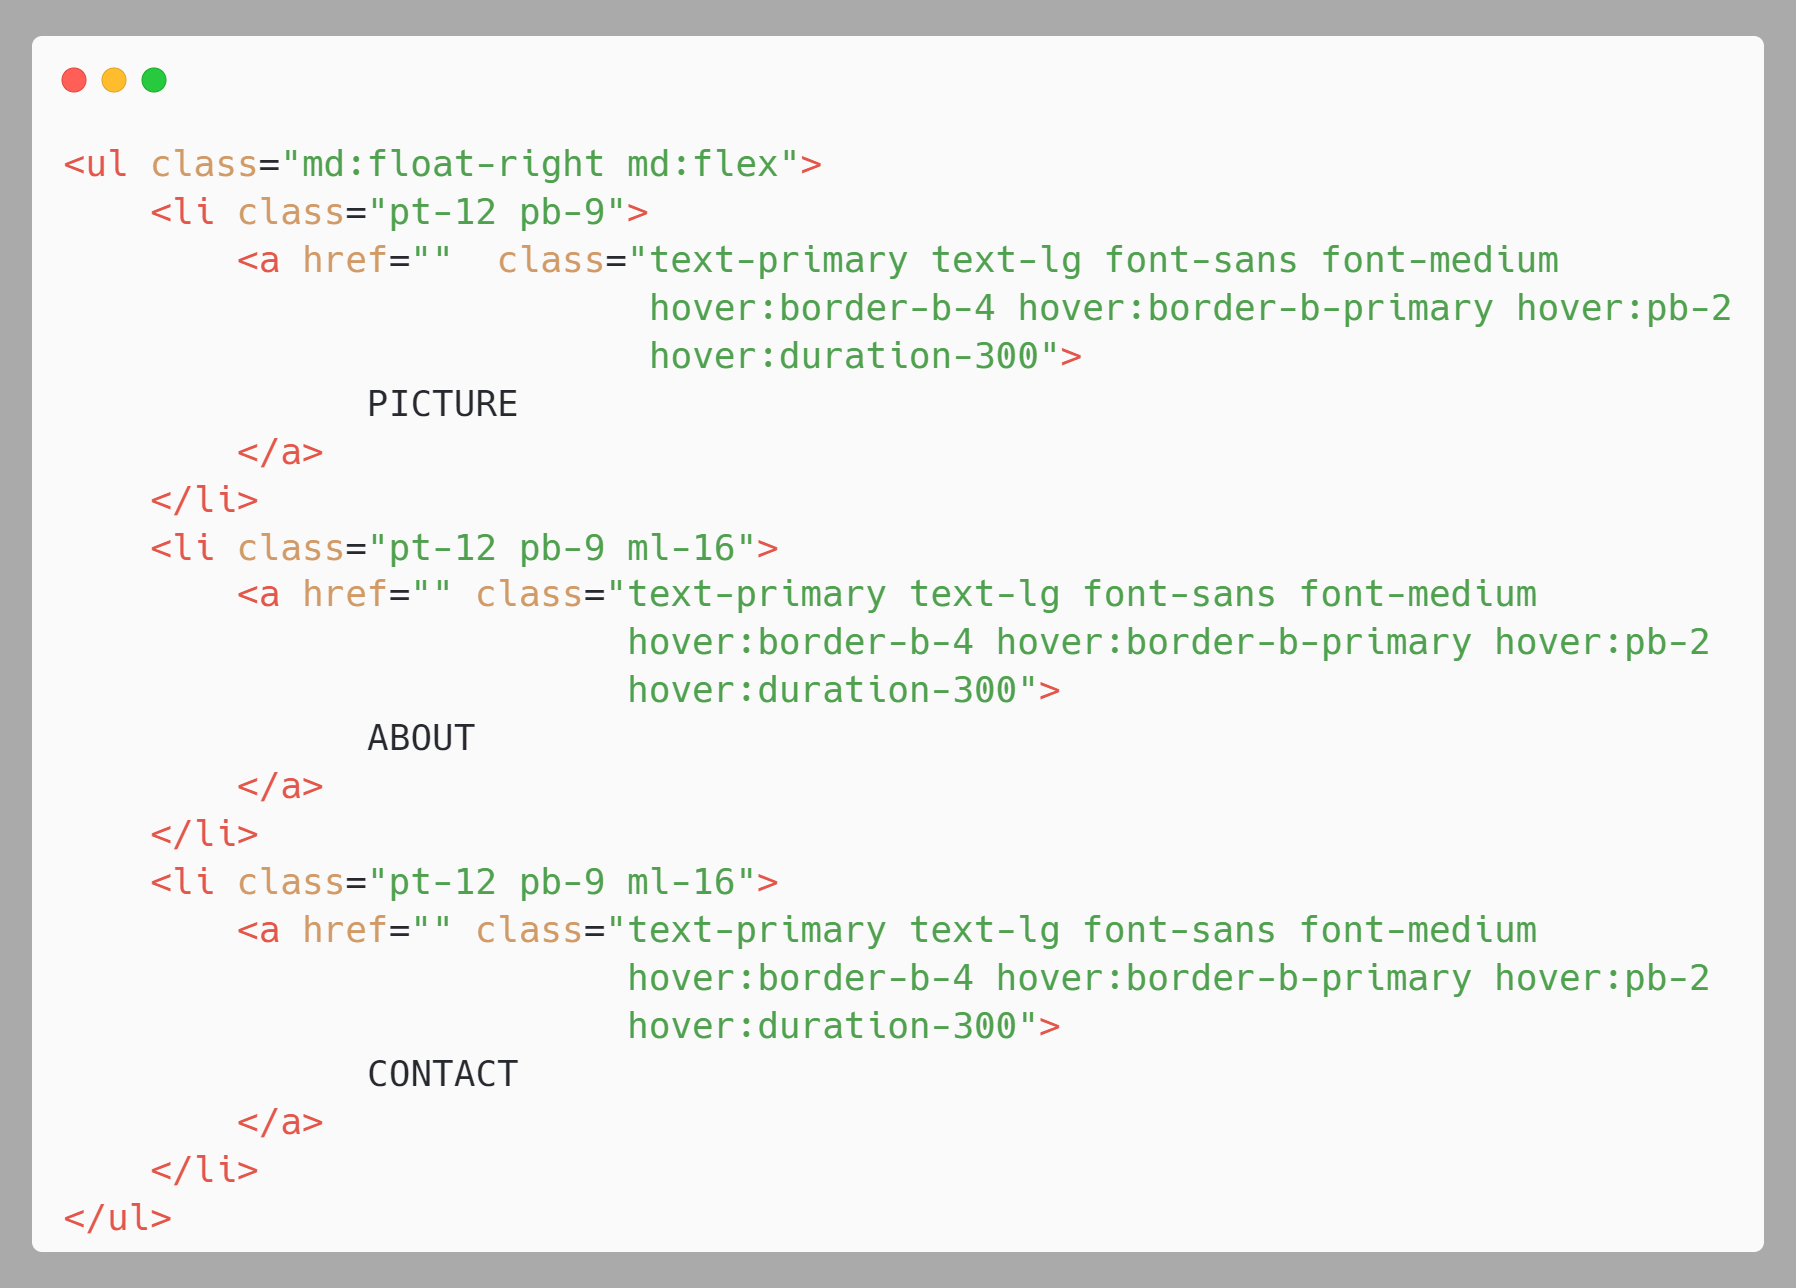 <ul class="md:float-right md:flex">
    <li class="pt-12 pb-9">
        <a href=""  class="text-primary text-lg font-sans font-medium
                           hover:border-b-4 hover:border-b-primary hover:pb-2
                           hover:duration-300">
              PICTURE
        </a>
    </li>
    <li class="pt-12 pb-9 ml-16">
        <a href="" class="text-primary text-lg font-sans font-medium
                          hover:border-b-4 hover:border-b-primary hover:pb-2
                          hover:duration-300">
              ABOUT
        </a>
    </li>
    <li class="pt-12 pb-9 ml-16">
        <a href="" class="text-primary text-lg font-sans font-medium
                          hover:border-b-4 hover:border-b-primary hover:pb-2
                          hover:duration-300">
              CONTACT
        </a>
    </li>
</ul>